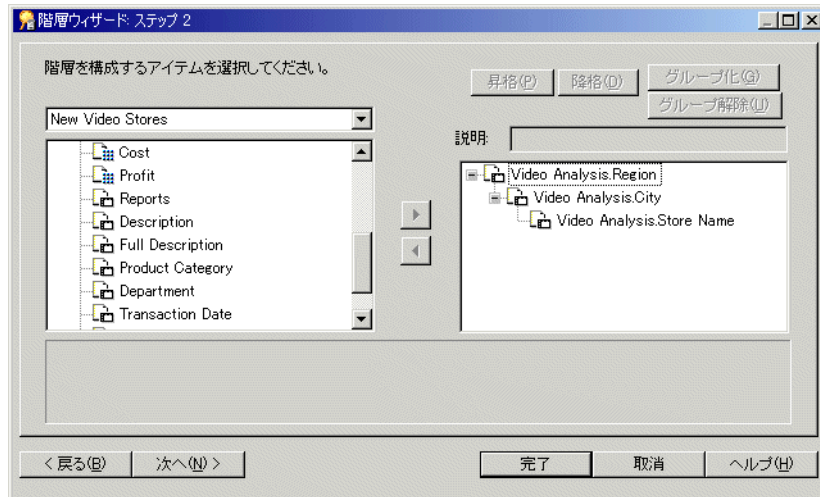 階層ウィザード: ステップ 2
階層を構成するアイテムを選択してください。
昇格(P)
降格(D)
グループ化(G)
グループ解除(U)
New Video Stores
説明:
Cost
Profit
Reports
Description
Full Description
Product Category
Department
Transaction Date
Video Analysis.Region
Video Analysis.City
Video Analysis.Store Name
< 戻る(B)
次へ(N) >
完了
取消
ヘルプ(H)